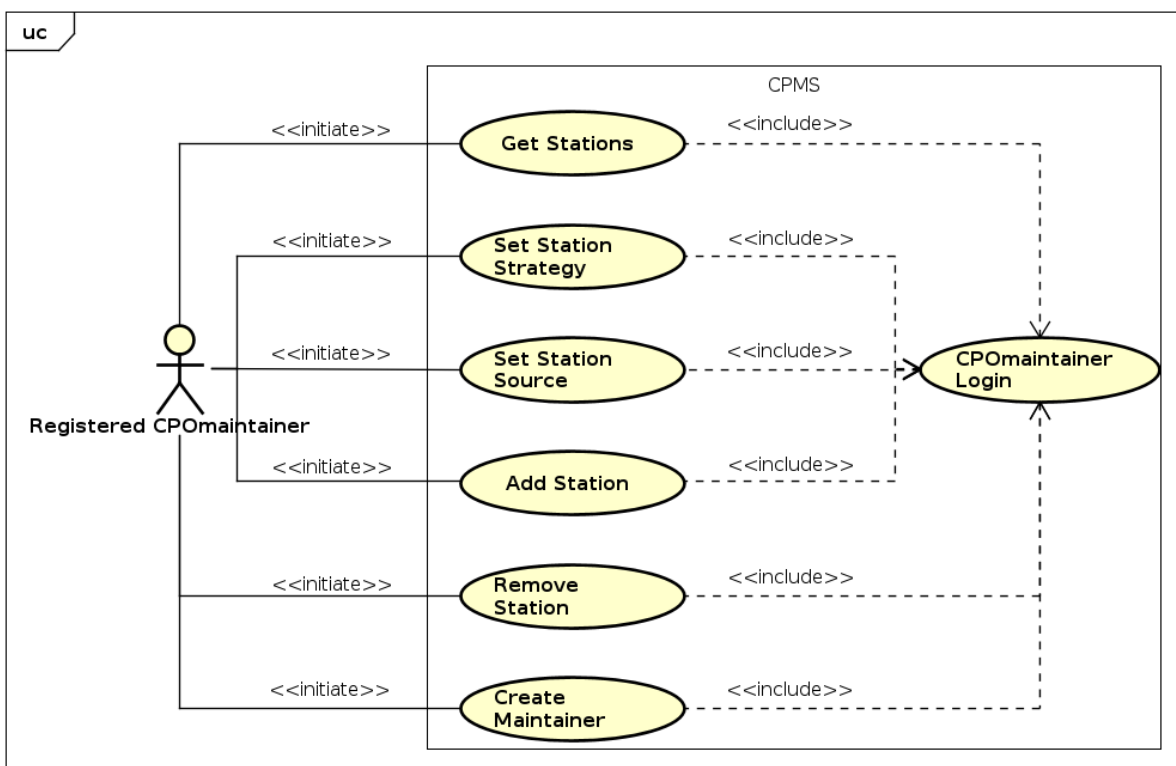 uc
CPMS
<<initiate>>
Get Stations
<<include>>
<<initiate>>
Set Station
Strategy
<<include>>
<<initiate>>
Set Station
Source
<<include>>
CPOmaintainer
Login
Registered CPOmaintainer
<<initiate>>
Add Station
<<include>>
<<initiate>>
Remove
Station
<<include>>
<<initiate>>
Create
Maintainer
<<include>>